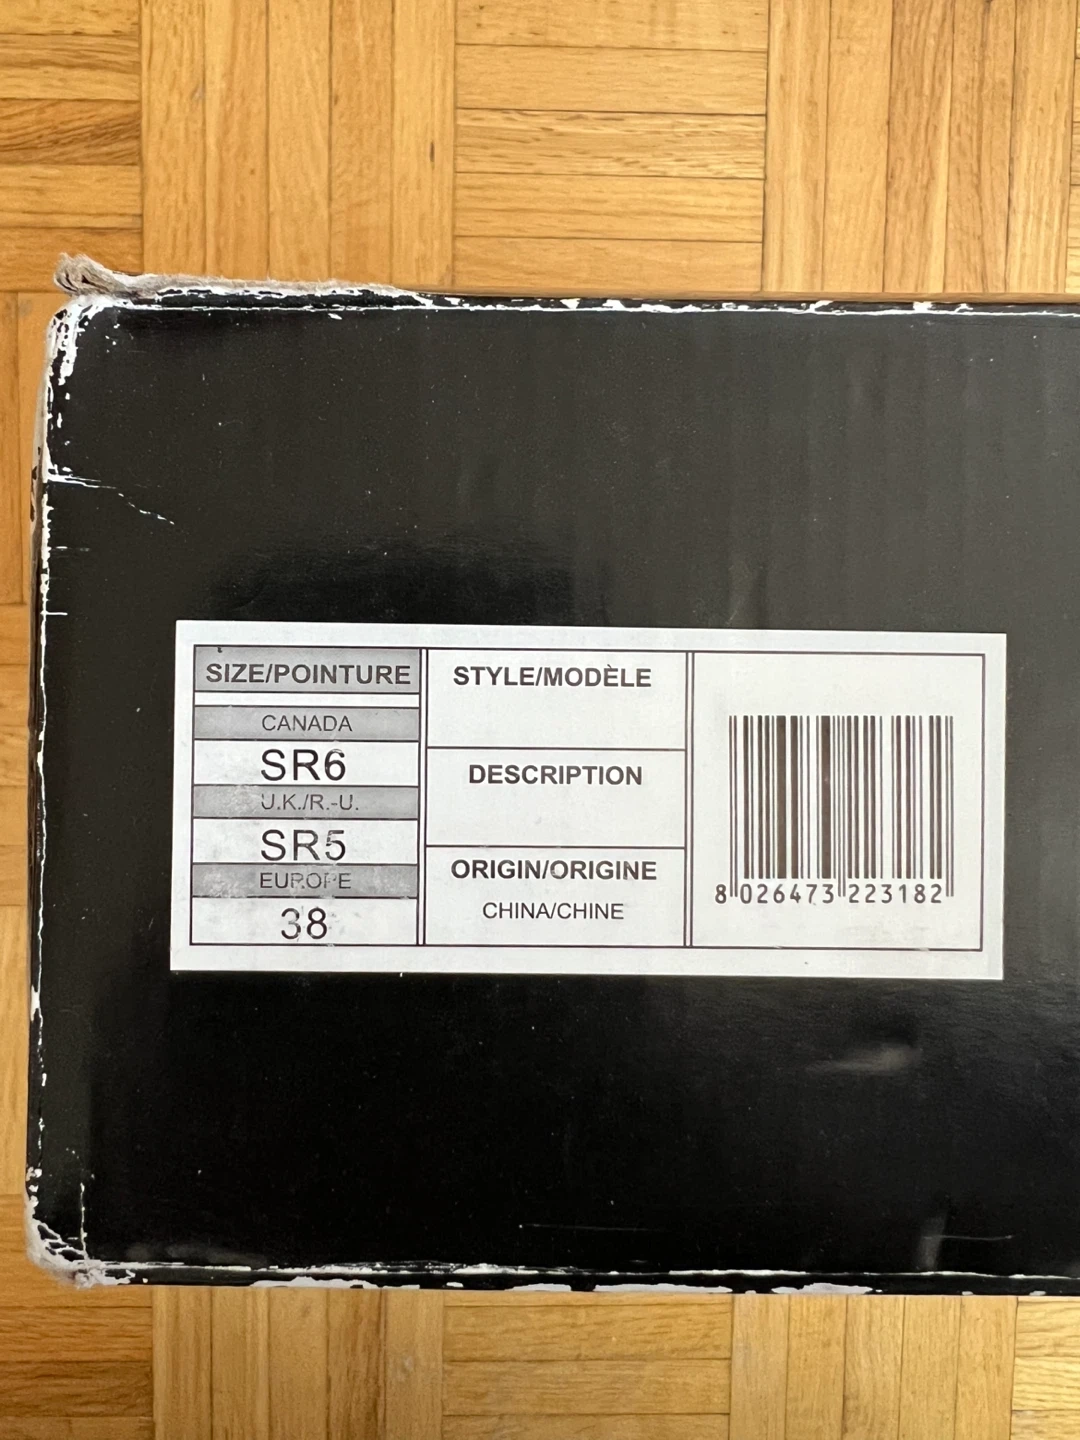 SIZE/POINTURE
CANADA
SR6
U.K./R.-U.
SR5
EUROPE
38
STYLE/MODÈLE
DESCRIPTION
ORIGIN/ORIGINE
CHINA/CHINE
8 026473 223182